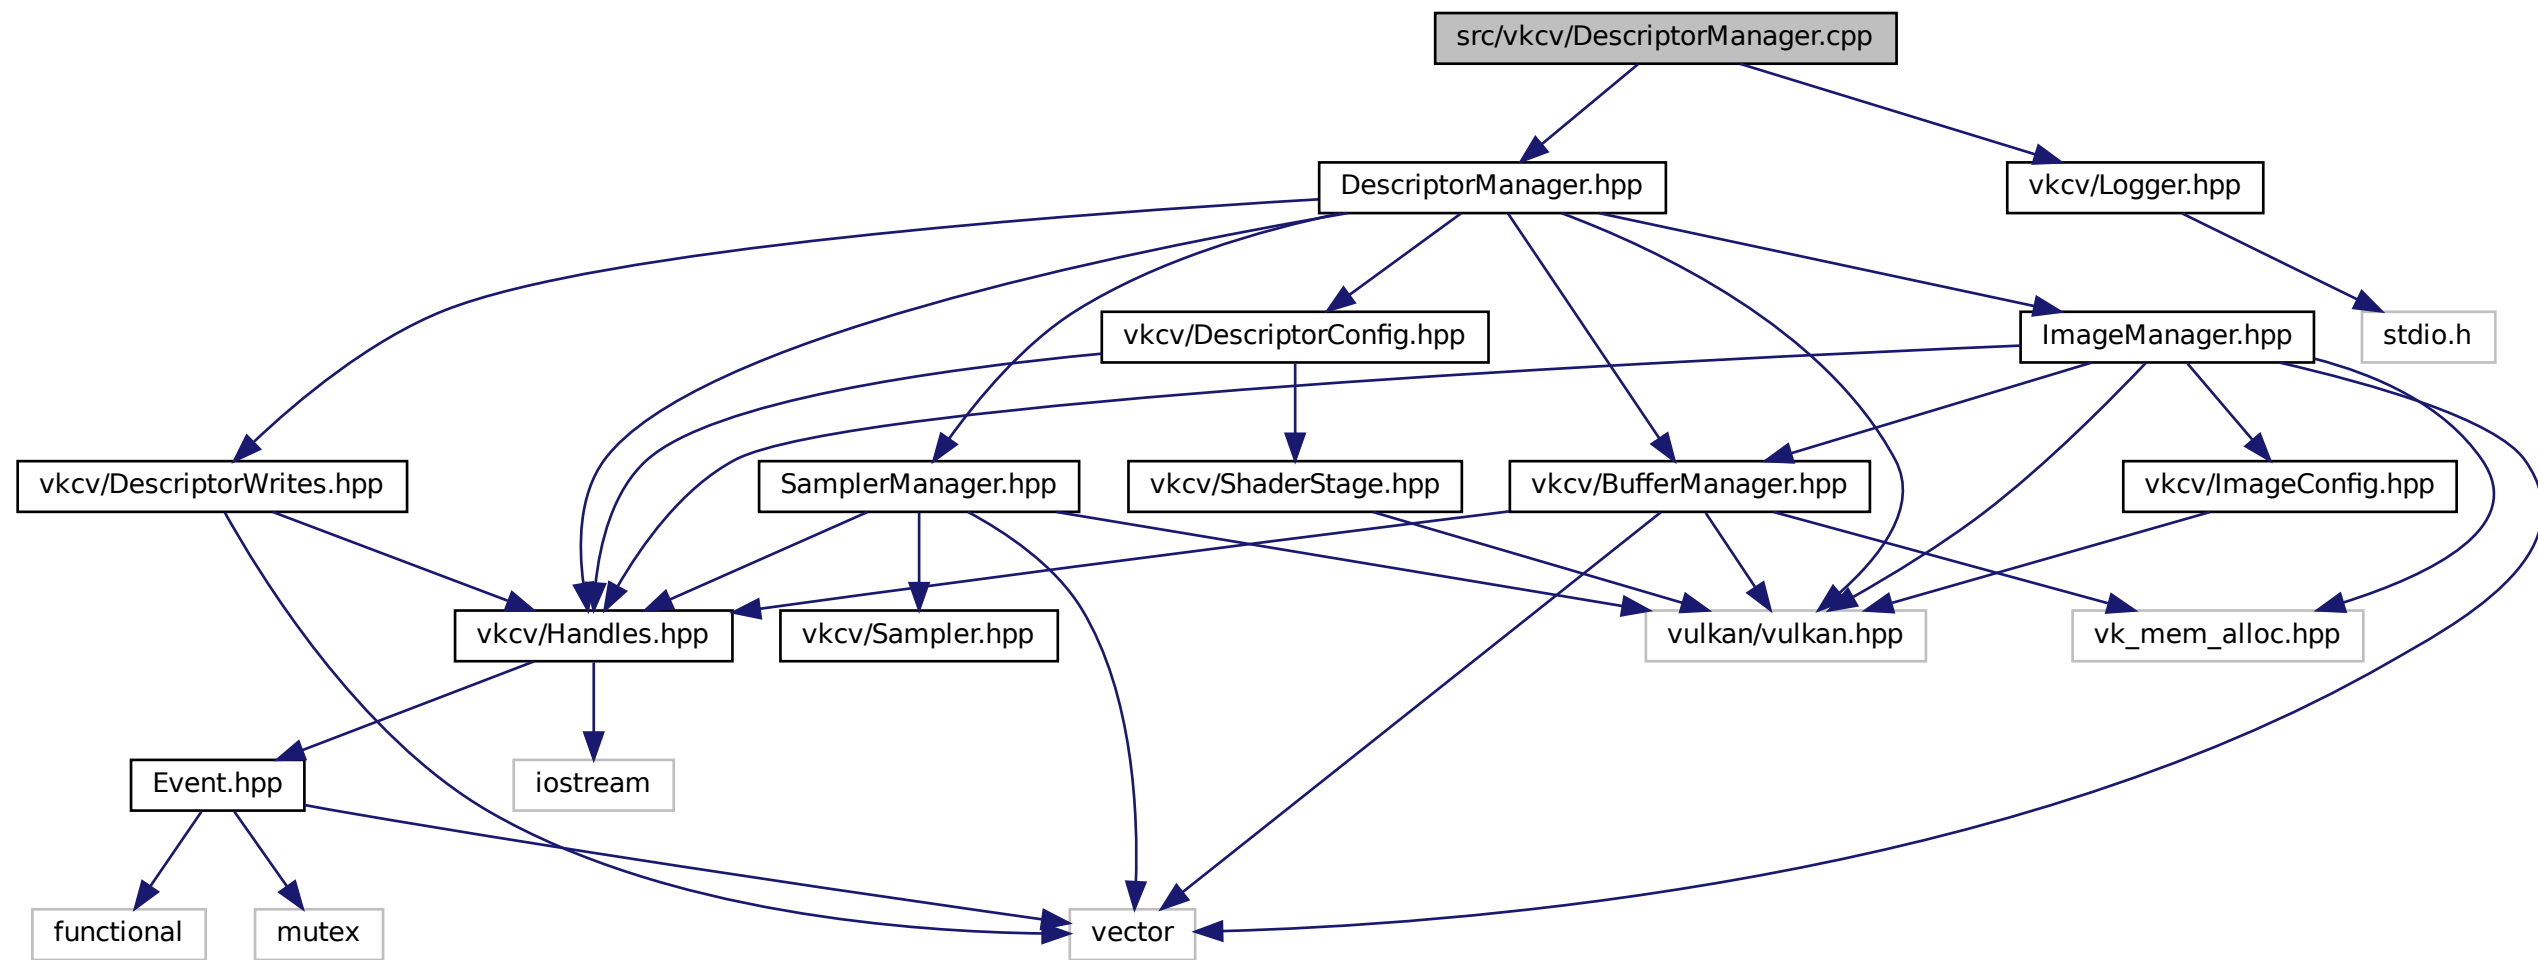 src/vkcv/DescriptorManager.cpp
DescriptorManager.hpp
vkcv/Logger.hpp
vkcv/DescriptorConfig.hpp
ImageManager.hpp
stdio.h
vkcv/DescriptorWrites.hpp
SamplerManager.hpp
vkcv/ShaderStage.hpp
vkcv/BufferManager.hpp
vkcv/ImageConfig.hpp
vkcv/Handles.hpp
vkcv/Sampler.hpp
vulkan/vulkan.hpp
vk_mem_alloc.hpp
Event.hpp
iostream
functional
mutex
vector